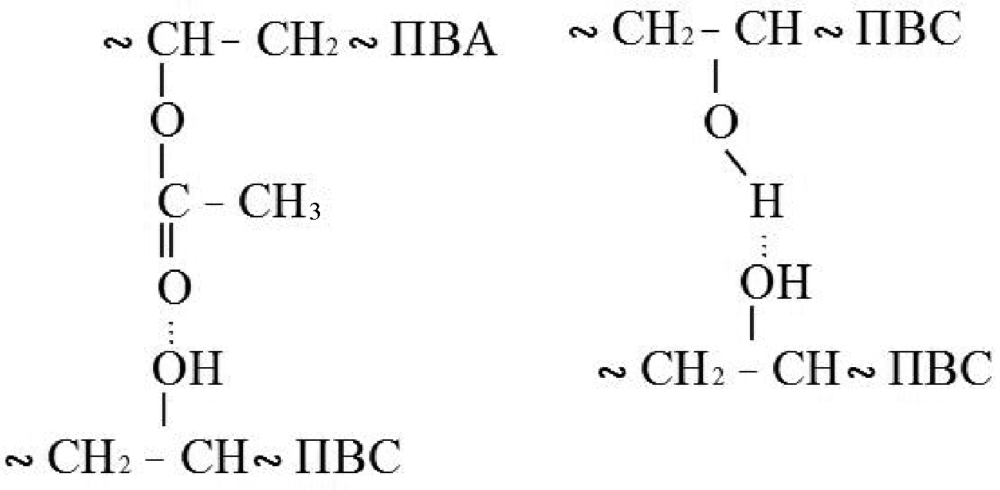 ~ CH – CH₂ ~ ПВА
O
C – CH₃
O
OH
~ CH₂ – CH ~ ПВС
~ CH₂ – CH ~ ПВС
O
H
OH
~ CH₂ – CH ~ ПВС